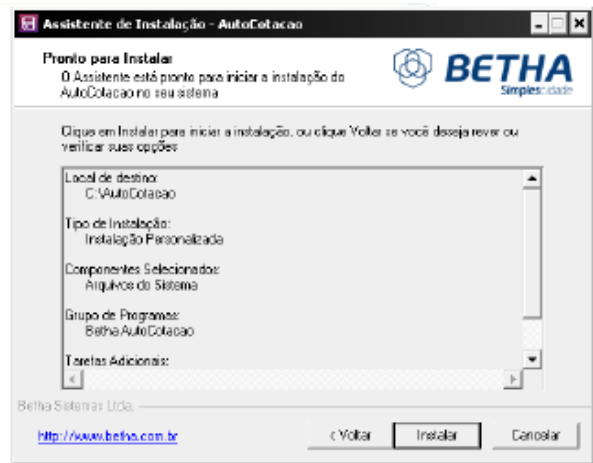 Assistente de Instalação - AutoCotacao
Pronto para Instalar
O Assistente está pronto para iniciar a instalação do
AutoCotacao no seu sistema
BETHA
Simplescidade
Clique em Instalar para iniciar a instalação, ou clique Voltar se você deseja rever ou
verificar suas opções
Local de destino:
C:\AutoCotacao
Tipo de Instalação:
Instalação Personalizada
Componentes Selecionados:
Arquivos do Sistema
Grupo de Programas:
Betha AutoCotacao
Tarefas Adicionais:
Betha Sistemas Ltda.
http://www.betha.com.br
< Voltar
Instalar
Cancelar